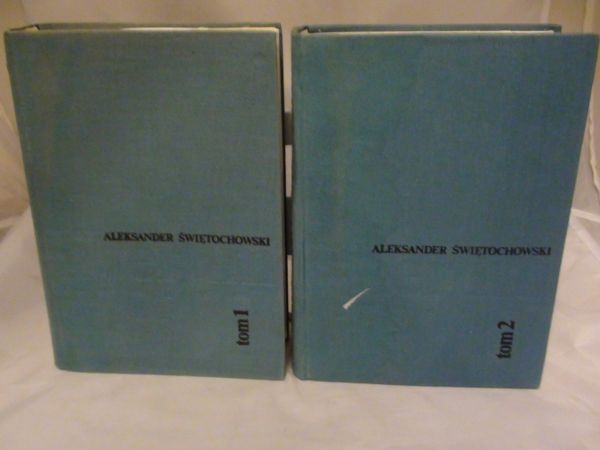 ALEKSANDER ŚWIĘTOCHOWSKI
tom 1
ALEKSANDER ŚWIĘTOCHOWSKI
tom 2